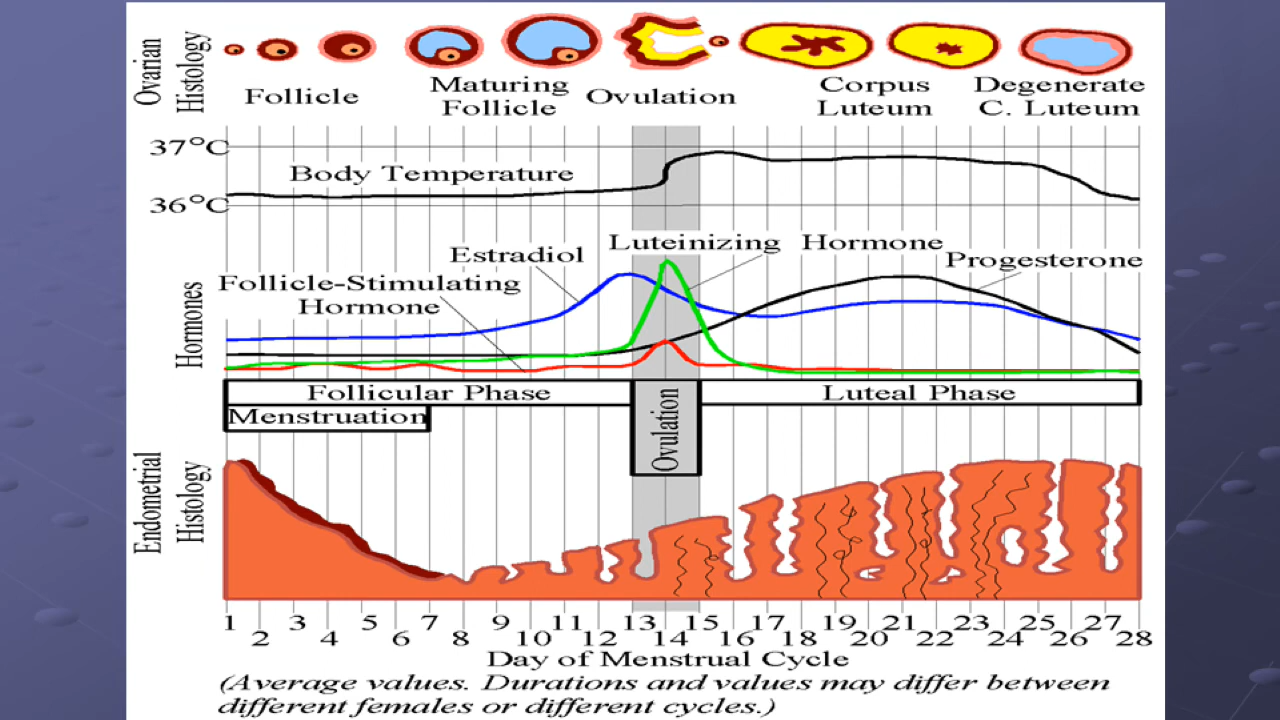 Ovarian
Histology
Follicle
Maturing
Follicle
Ovulation
Corpus
Luteum
Degenerate
C. Luteum
37°C
Body Temperature
36°C
Hormones
Luteinizing Hormone
Estradiol
Progesterone
Follicle-Stimulating
Hormone
Follicular Phase
Ovulation
Luteal Phase
Menstruation
Endometrial
Histology
1 3 5 7 9 11 13 15 17 19 21 23 25 27
2 4 6 8 10 12 14 16 18 20 22 24 26 28
Day of Menstrual Cycle
(Average values. Durations and values may differ between
different females or different cycles.)